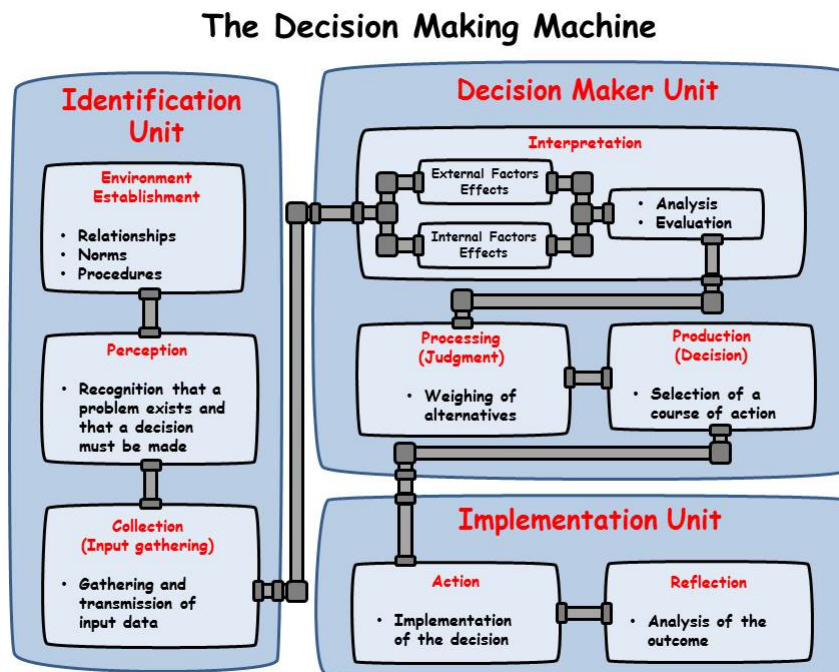 The Decision Making Machine
Identification
Unit
Environment
Establishment
• Relationships
• Norms
• Procedures
Perception
• Recognition that a
problem exists and
that a decision
must be made
Collection
(Input gathering)
• Gathering and
transmission of
input data
Decision Maker Unit
Interpretation
External Factors
Effects
Internal Factors
Effects
• Analysis
• Evaluation
Processing
(Judgment)
• Weighing of
alternatives
Production
(Decision)
• Selection of a
course of action
Implementation Unit
Action
• Implementation
of the decision
Reflection
• Analysis of the
outcome